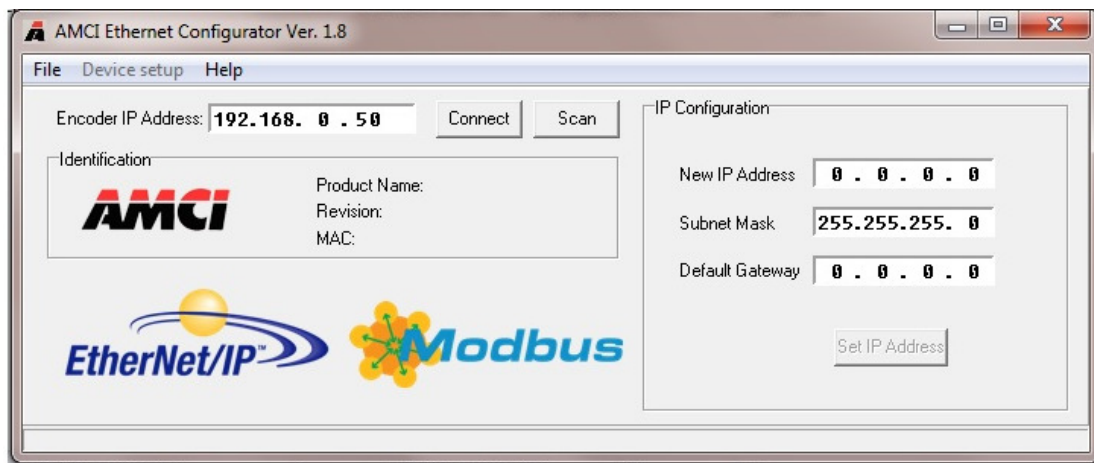 AMCI Ethernet Configurator Ver. 1.8
File Device setup Help
Encoder IP Address: 192.168. 0 .50 Connect Scan
Identification
AMCI
Product Name:
Revision:
MAC:
EtherNet/IP™
Modbus
IP Configuration
New IP Address 0 . 0 . 0 . 0
Subnet Mask 255.255.255. 0
Default Gateway 0 . 0 . 0 . 0
Set IP Address